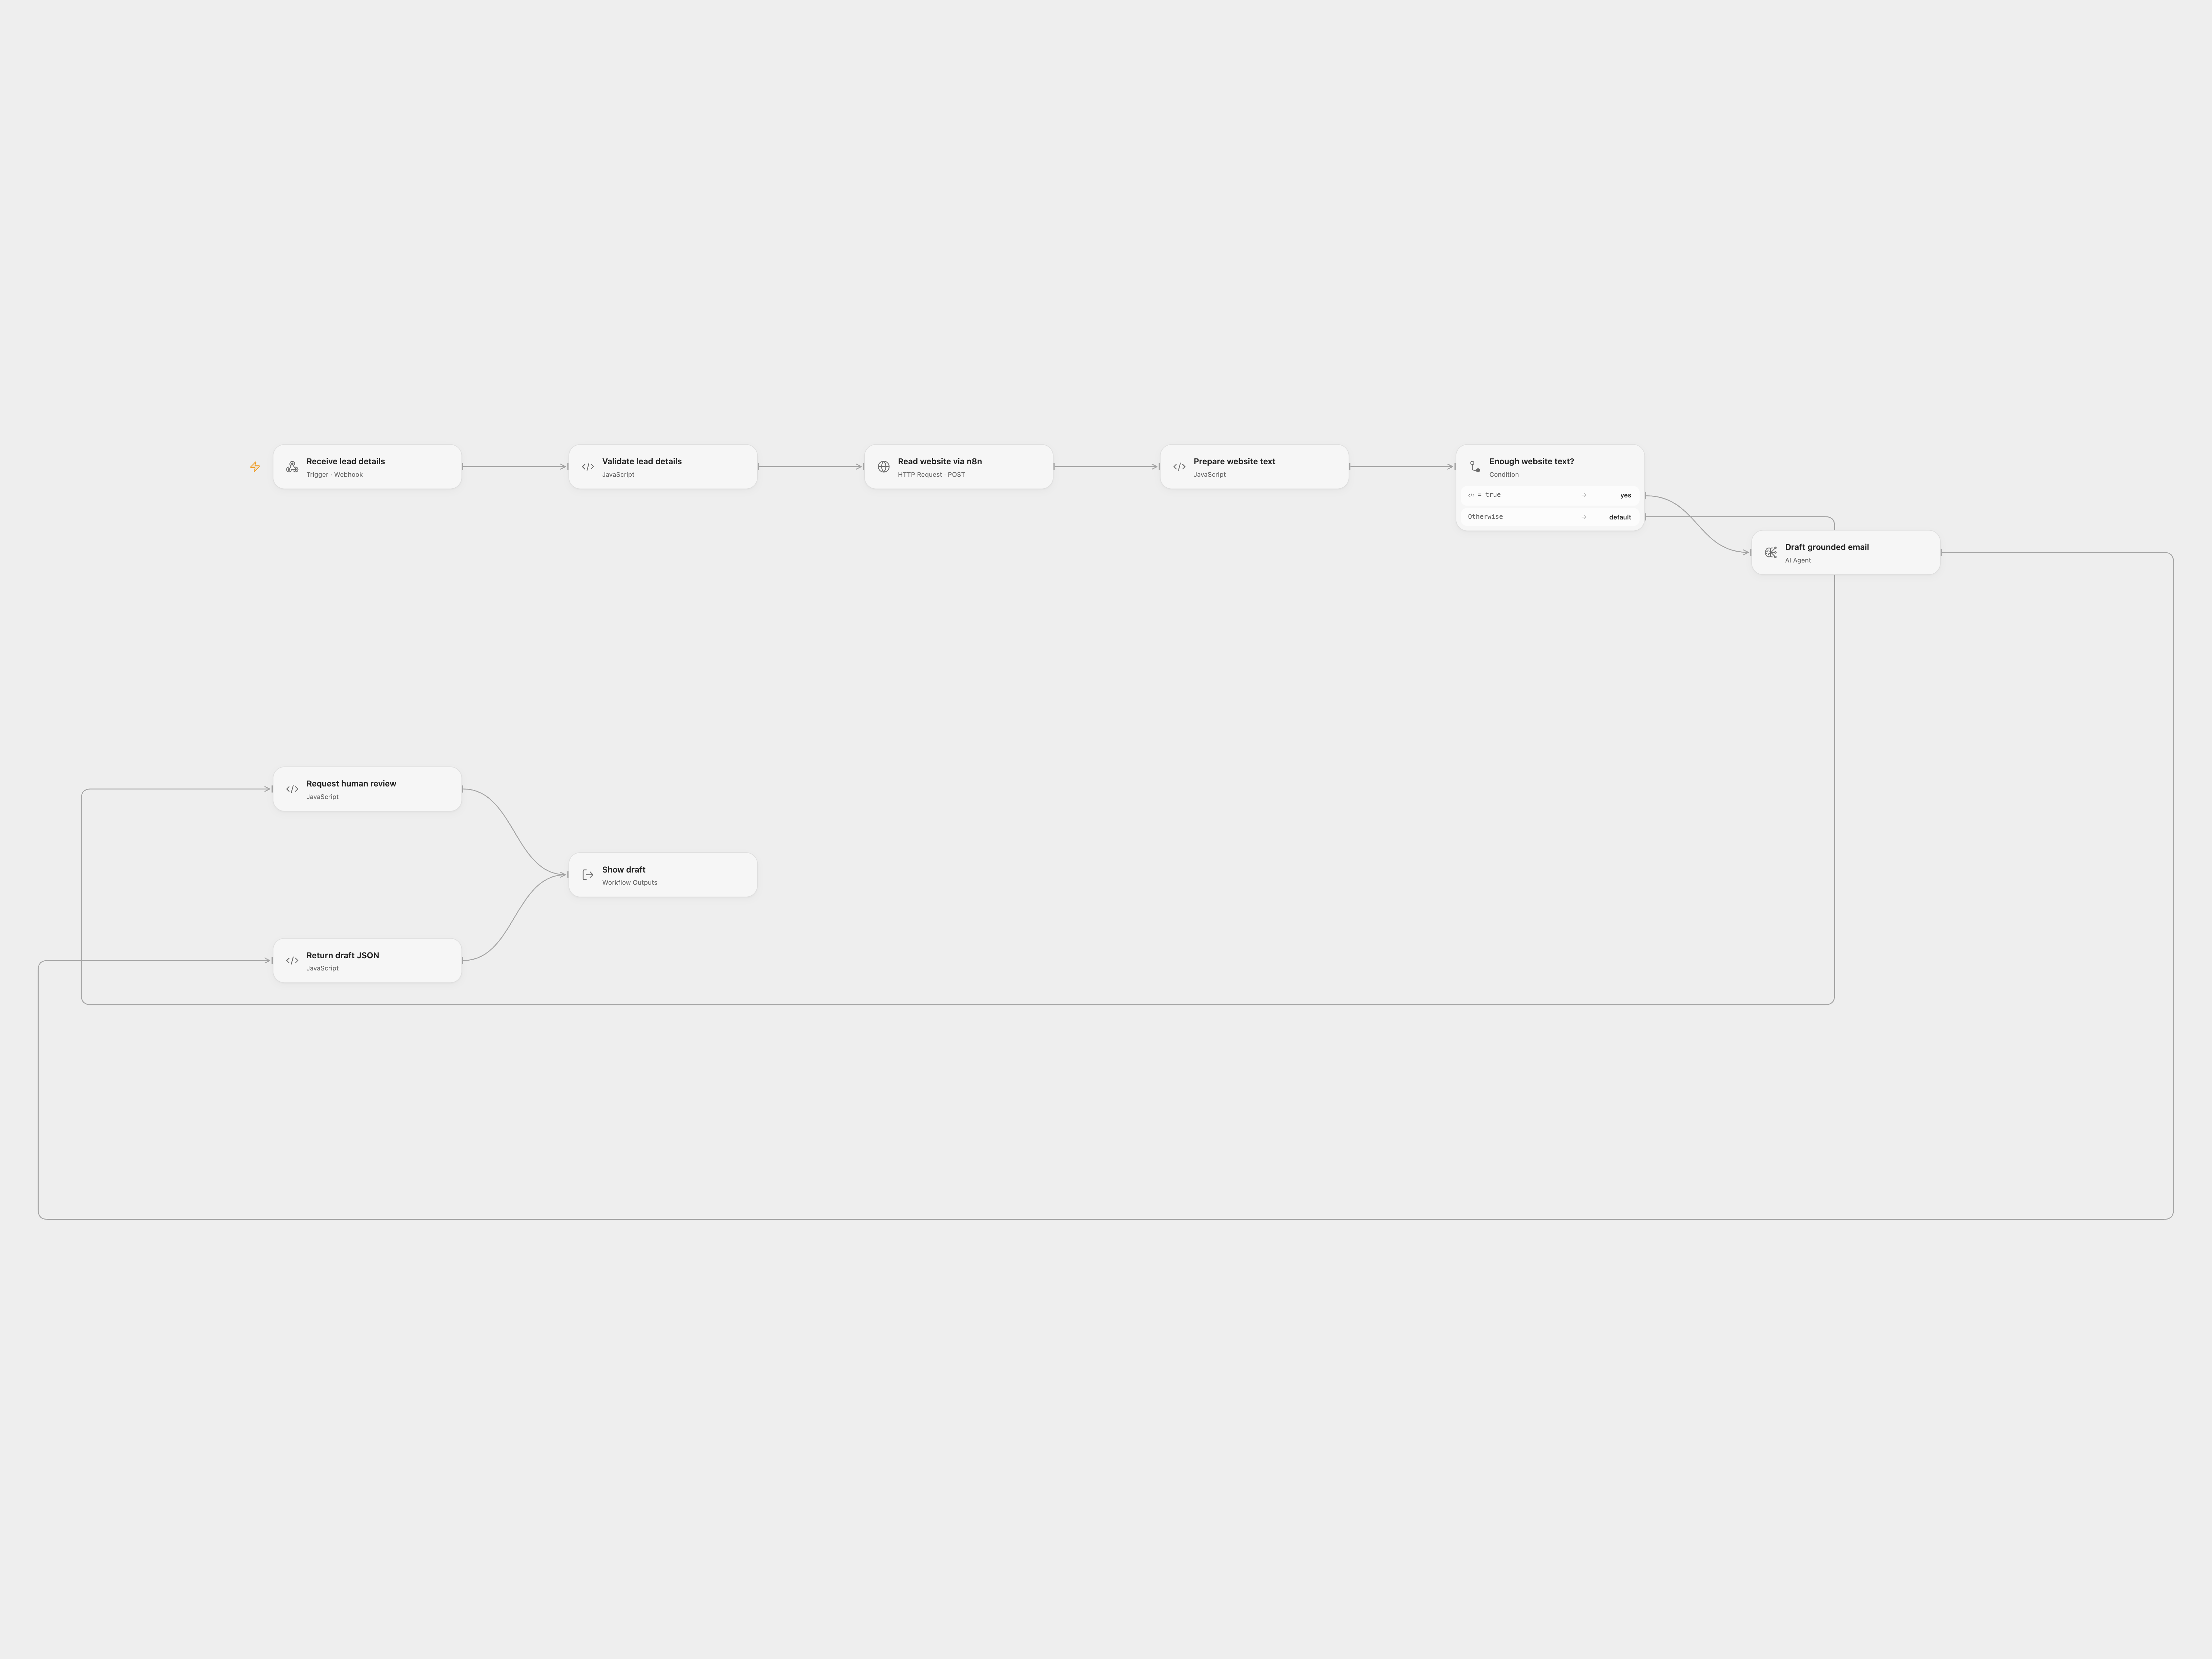 Receive lead details
Trigger · Webhook
Validate lead details
JavaScript
Read website via n8n
HTTP Request · POST
Prepare website text
JavaScript
Enough website text?
Condition
= true → yes
Otherwise → default
Draft grounded email
AI Agent
Request human review
JavaScript
Show draft
Workflow Outputs
Return draft JSON
JavaScript